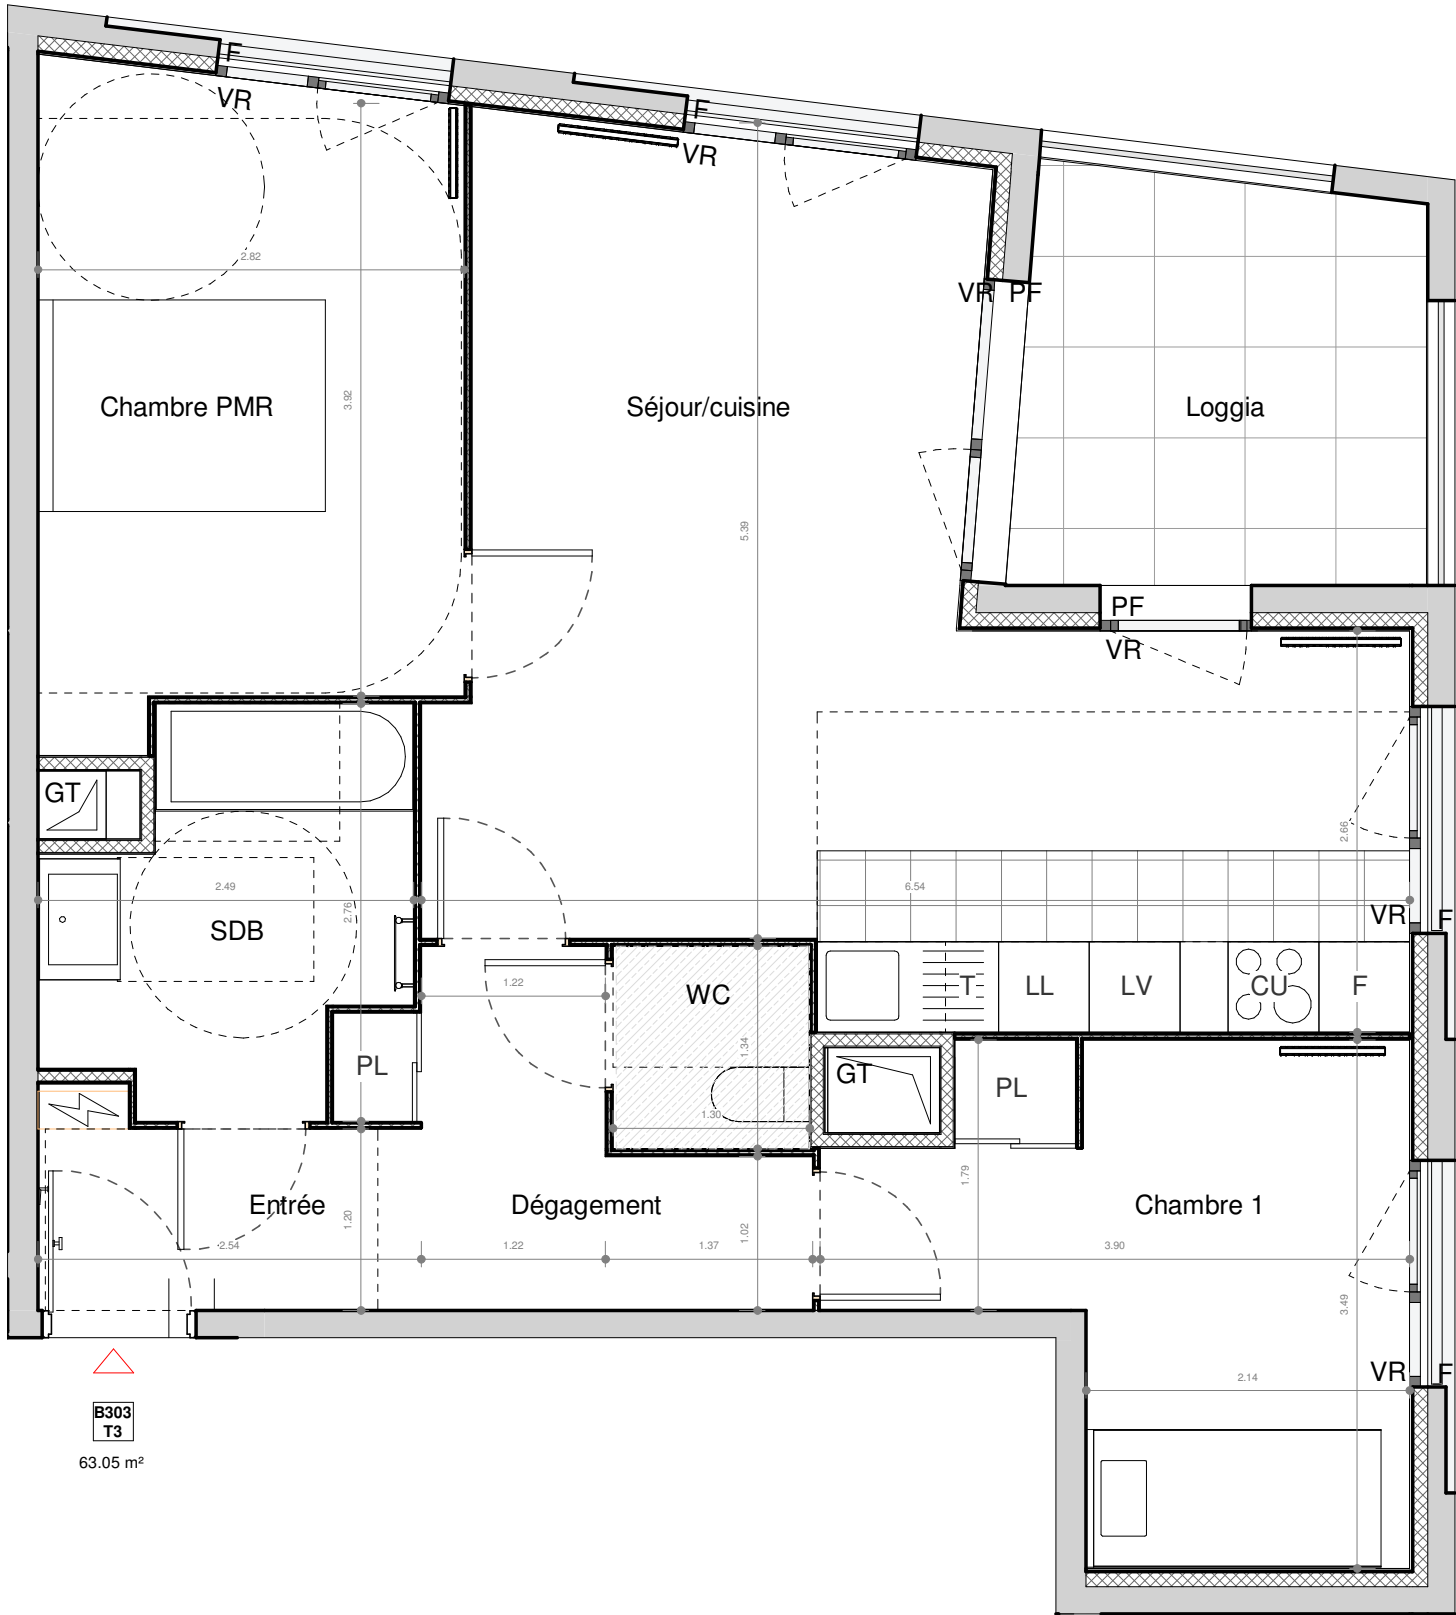 F
VR
F
VR
2.82
VR PF
Chambre PMR
3.92
Séjour/cuisine
Loggia
5.39
PF
VR
GT
2.66
2.49
2.76
6.54
SDB
VR
F
1.22
WC
T
LL
LV
CU
F
1.34
PL
GT
PL
1.30
1.79
Entrée
1.20
Dégagement
1.02
Chambre 1
2.54
1.22
1.37
3.90
3.49
VR
F
2.14
B303
T3
63.05 m²